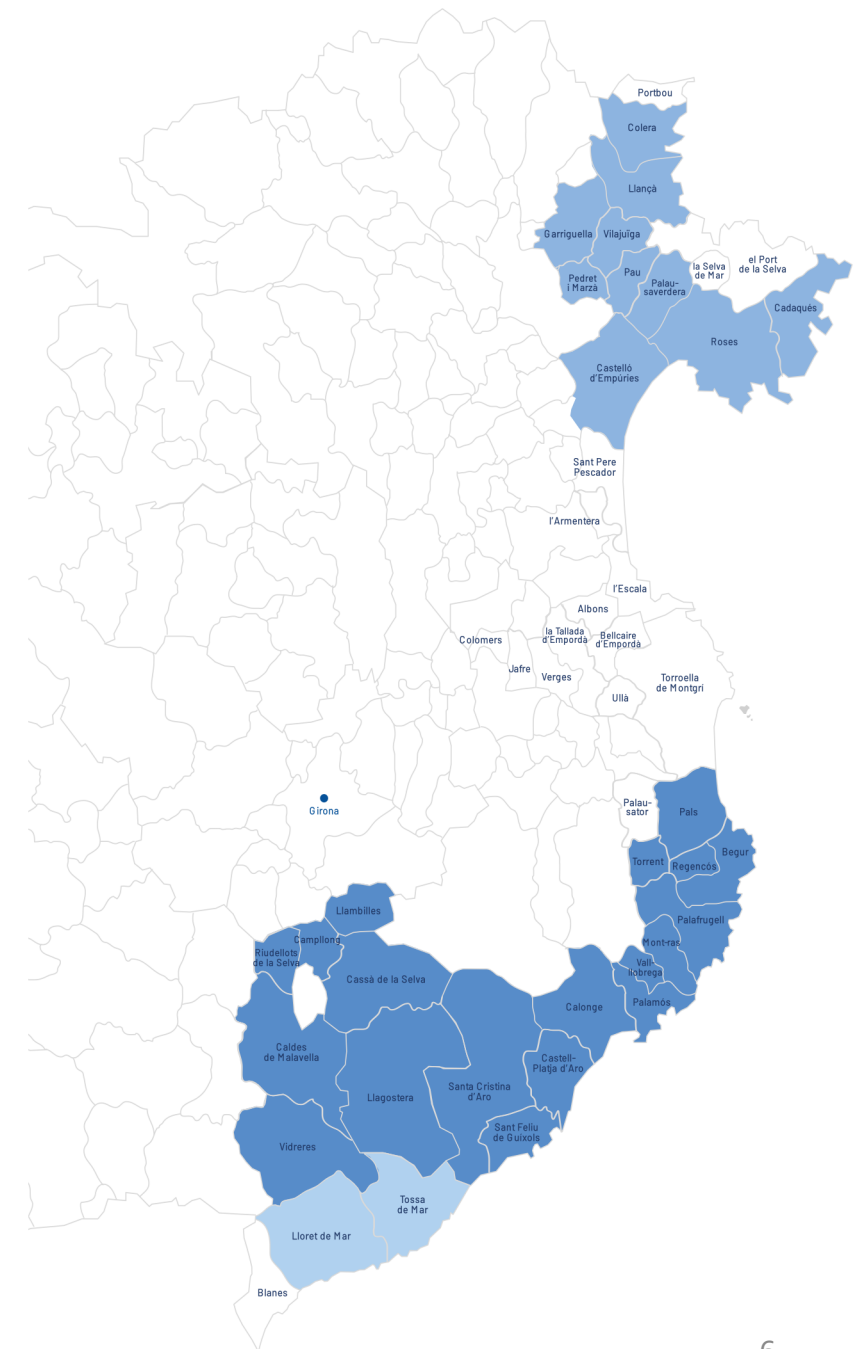 Portbou
Colera
Llançà
Garriguella
Vilajuïga
Pedret
i Marzà
Pau
Palau-
saverdera
la Selva
de Mar
el Port
de la Selva
Cadaqués
Roses
Castelló
d'Empúries
Sant Pere
Pescador
l'Armentera
l'Escala
Albons
la Tallada
d'Empordà
Bellcaire
d'Empordà
Colomers
Jafre
Verges
Ullà
Torroella
de Montgrí
Girona
Palau-
sator
Pals
Torrent
Regencós
Begur
Palafrugell
Mont-ras
Vall-
llobrega
Palamós
Llambilles
Campllong
Riudellots
de la Selva
Cassà de la Selva
Calonge
Caldes
de Malavella
Castell-
Platja d'Aro
Llagostera
Santa Cristina
d'Aro
Sant Feliu
de Guíxols
Vidreres
Tossa
de Mar
Lloret de Mar
Blanes